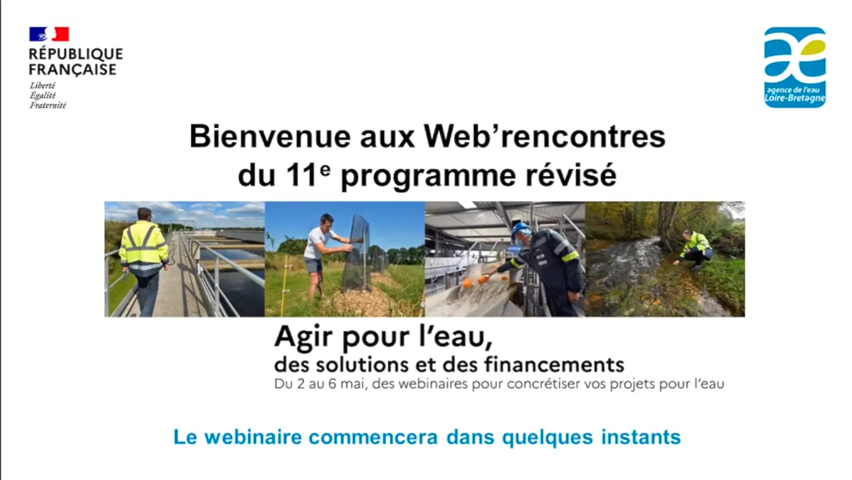 RÉPUBLIQUE
FRANÇAISE
Liberté
Égalité
Fraternité
agence de l'eau
Loire-Bretagne
Bienvenue aux Web'rencontres
du 11e programme révisé
Agir pour l'eau,
des solutions et des financements
Du 2 au 6 mai, des webinaires pour concrétiser vos projets pour l'eau
Le webinaire commencera dans quelques instants